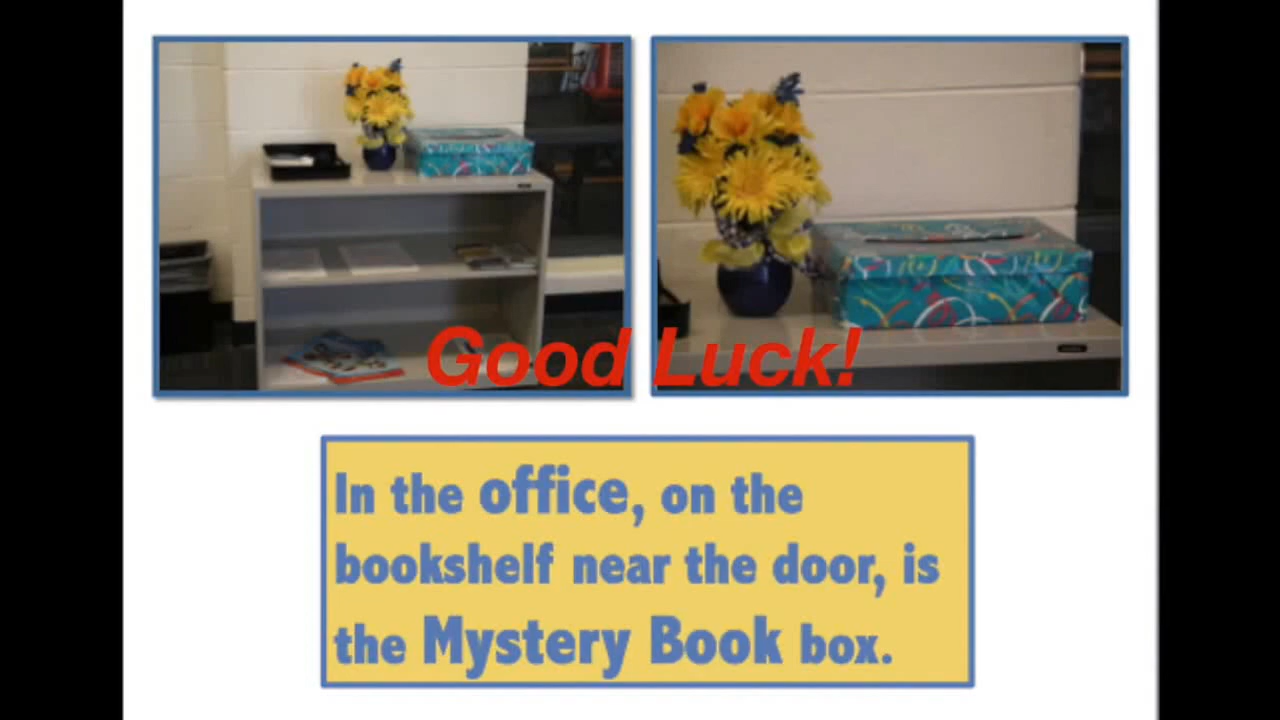 Good Luck!
In the office, on the
bookshelf near the door, is
the Mystery Book box.